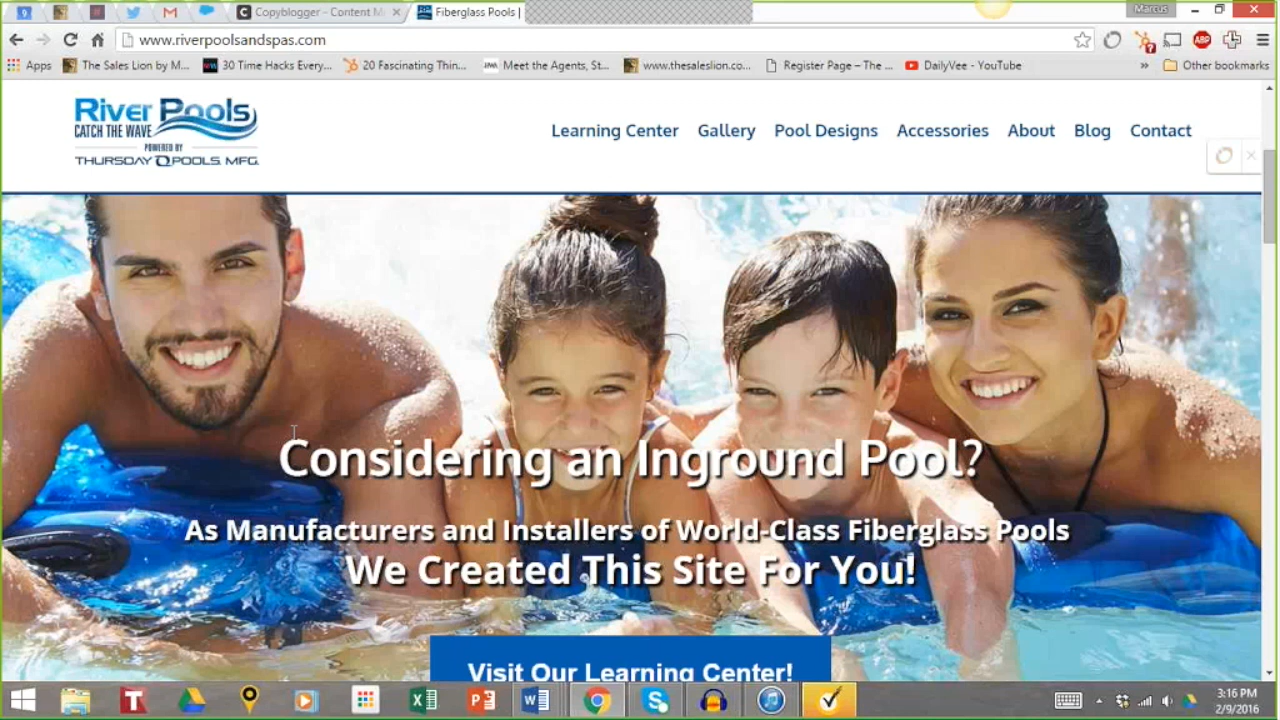 9
Copyblogger - Content M
Fiberglass Pools |
Marcus
www.riverpoolsandspas.com
ABP
?
Apps
The Sales Lion by M...
30 Time Hacks Every...
20 Fascinating Thin...
Meet the Agents, St...
www.thesaleslion.co...
Register Page – The ...
DailyVee - YouTube
»
Other bookmarks
River Pools
CATCH THE WAVE
POWERED BY
THURSDAY POOLS. MFG.
Learning Center
Gallery
Pool Designs
Accessories
About
Blog
Contact
Considering an Inground Pool?
As Manufacturers and Installers of World-Class Fiberglass Pools
We Created This Site For You!
Visit Our Learning Center!
3:16 PM
2/9/2016